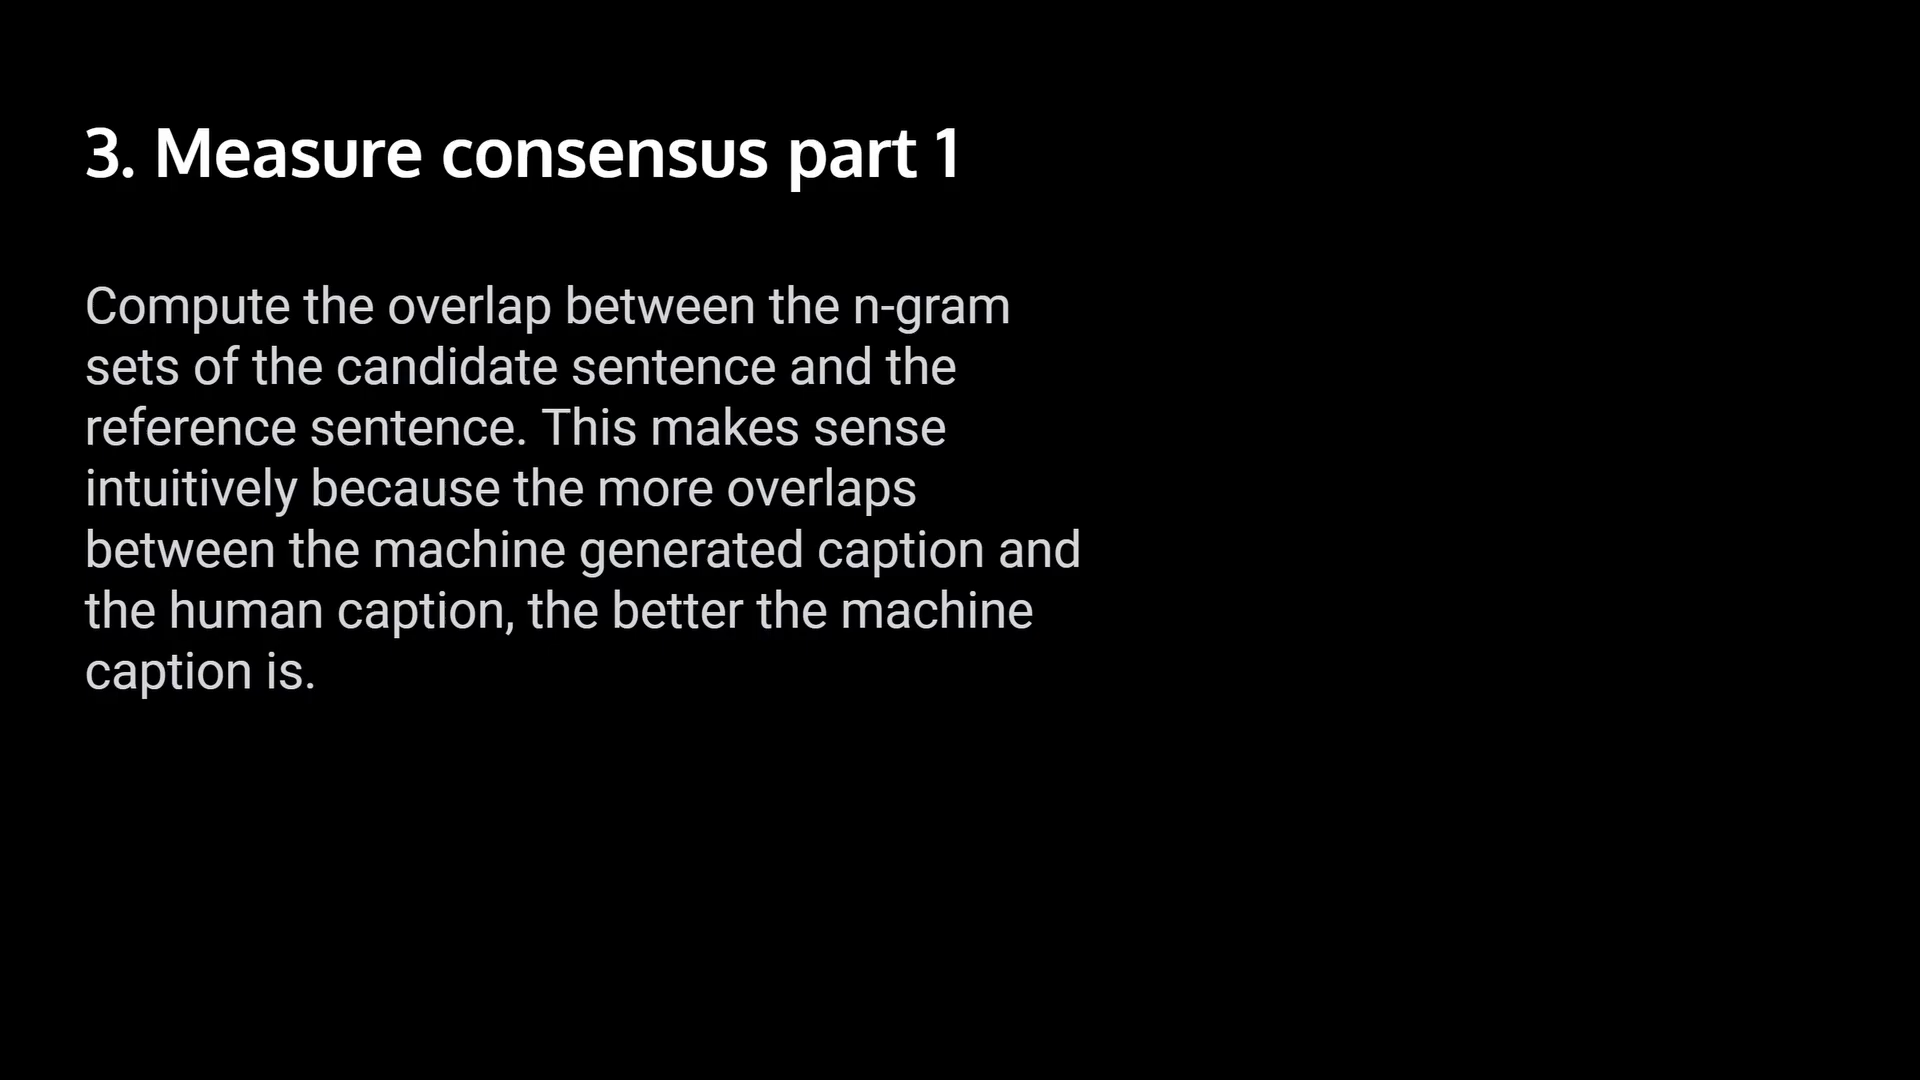 3. Measure consensus part 1
Compute the overlap between the n-gram
sets of the candidate sentence and the
reference sentence. This makes sense
intuitively because the more overlaps
between the machine generated caption and
the human caption, the better the machine
caption is.